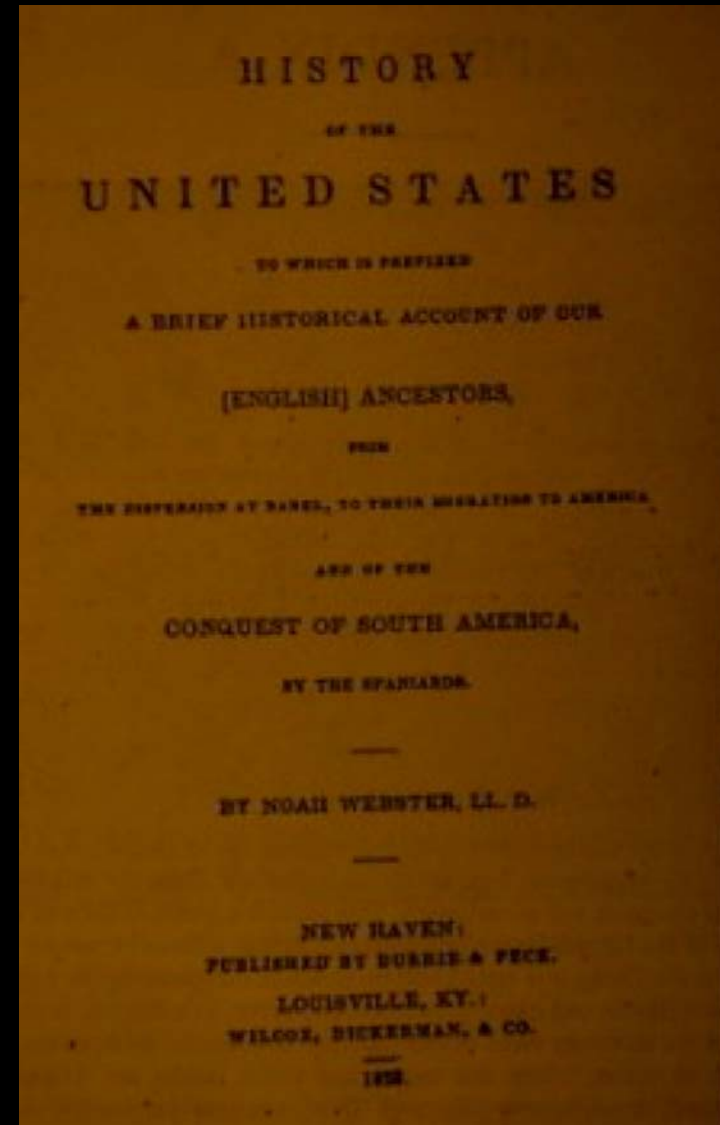 HISTORY
OF THE
UNITED STATES
TO WHICH IS PREFIXED
A BRIEF HISTORICAL ACCOUNT OF OUR
[ENGLISH] ANCESTORS,
FROM
THE DISPERSION AT BABEL, TO THEIR MIGRATION TO AMERICA
AND OF THE
CONQUEST OF SOUTH AMERICA,
BY THE SPANIARDS.
BY NOAH WEBSTER, LL. D.
NEW HAVEN:
PUBLISHED BY DURRIE & PECK.
LOUISVILLE, KY.:
WILCOX, DICKERMAN, & CO.